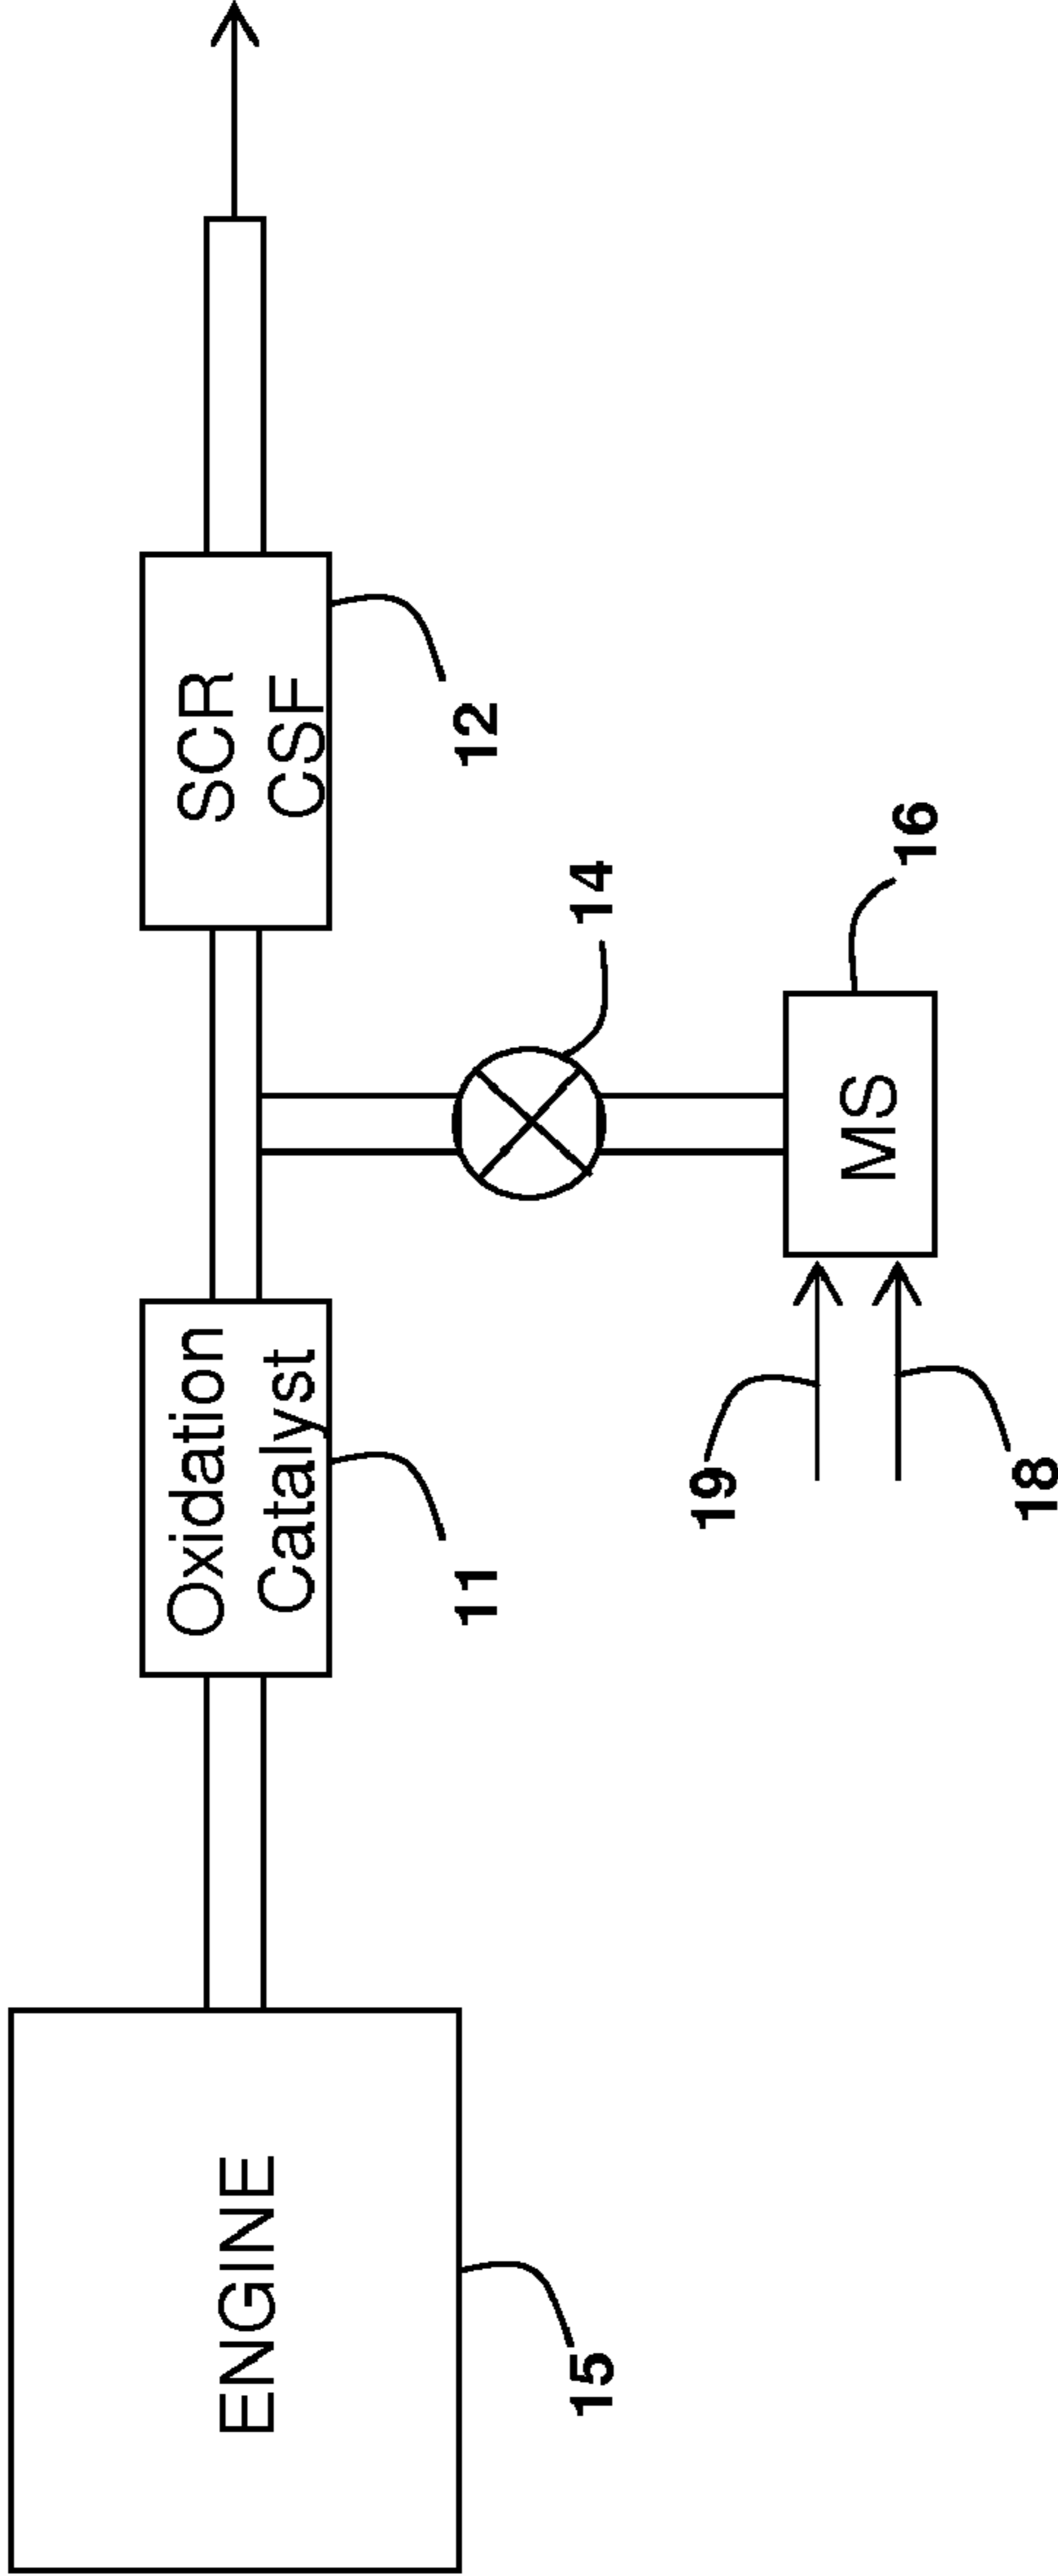 ENGINE
15
Oxidation
Catalyst
11
SCR
CSF
12
14
MS
16
19
18